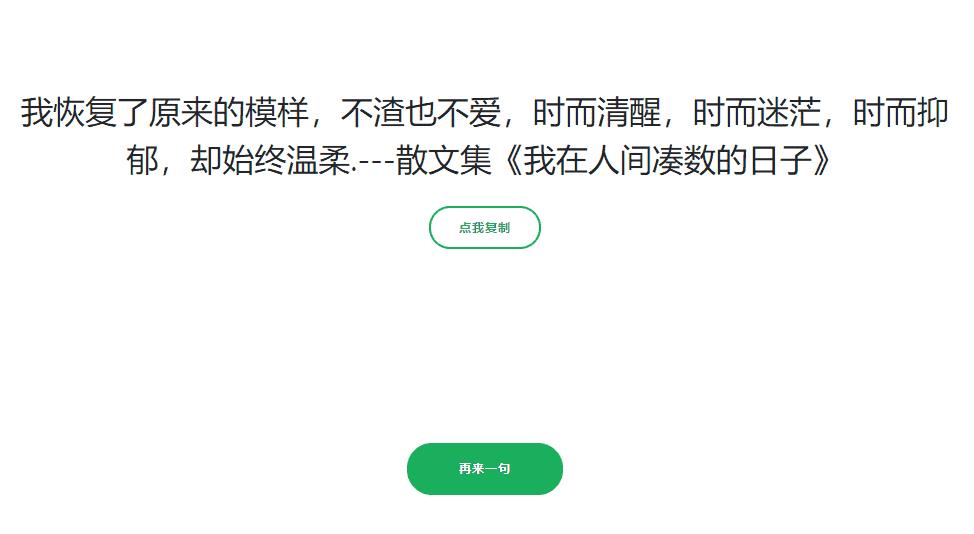 我恢复了原来的模样，不渣也不爱，时而清醒，时而迷茫，时而抑
郁，却始终温柔.---散文集《我在人间凑数的日子》
点我复制
再来一句